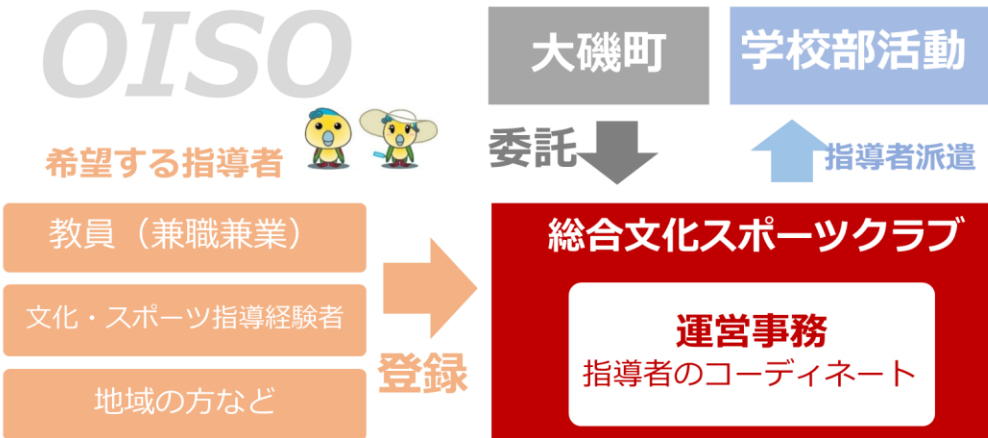 OISO
希望する指導者
教員（兼職兼業）
文化・スポーツ指導経験者
地域の方など
登録
大磯町
学校部活動
委託
指導者派遣
総合文化スポーツクラブ
運営事務
指導者のコーディネート